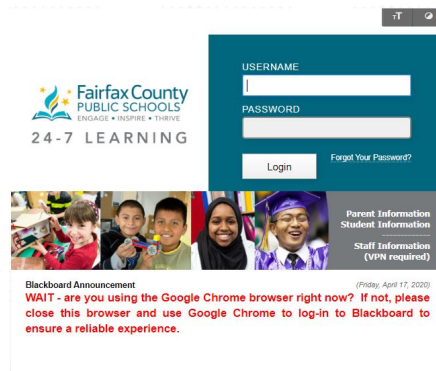 тT
USERNAME
Fairfax County
PUBLIC SCHOOLS
ENGAGE • INSPIRE • THRIVE
24-7 LEARNING
PASSWORD
Login
Forgot Your Password?
Parent Information
Student Information
Staff Information
(VPN required)
Blackboard Announcement
(Friday, April 17, 2020)
WAIT - are you using the Google Chrome browser right now? If not, please
close this browser and use Google Chrome to log-in to Blackboard to
ensure a reliable experience.